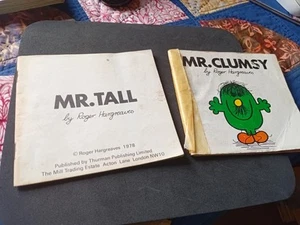 MR.TALL
by Roger Hargreaves
© Roger Hargreaves 1978
Published by Thurman Publishing Limited
The Mill Trading Estate Acton Lane London NW10
MR.CLUMSY
by Roger Hargreaves